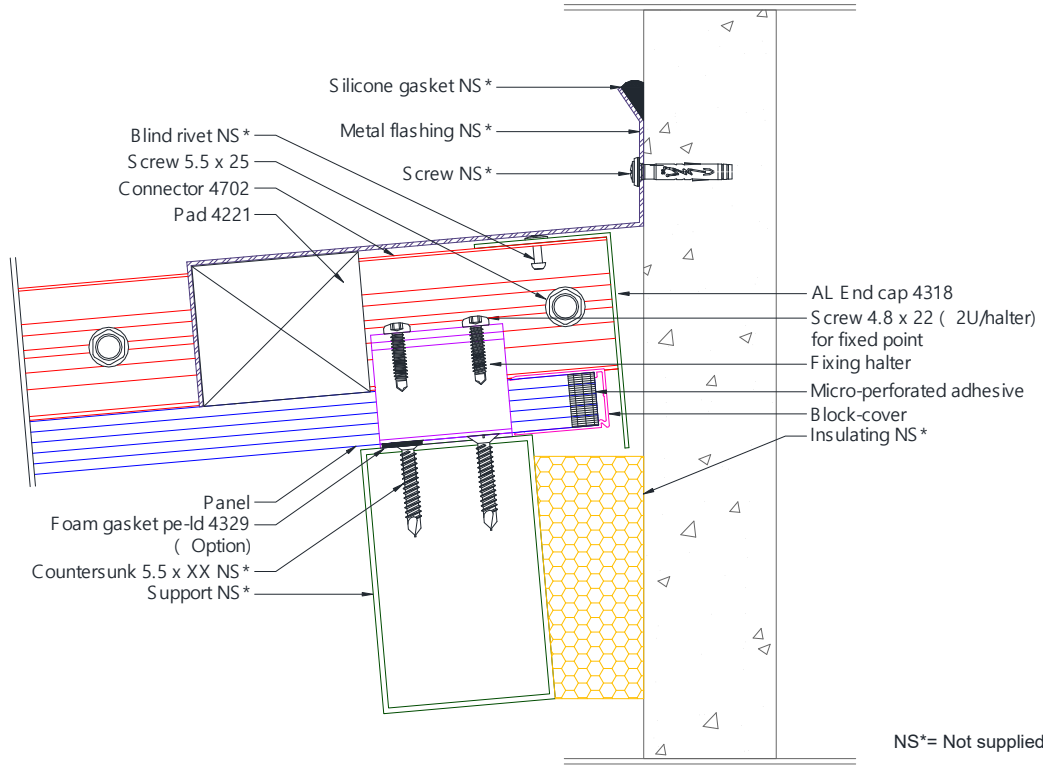 Silicone gasket NS*
Metal flashing NS*
Screw NS*
Blind rivet NS*
Screw 5.5 x 25
Connector 4702
Pad 4221
AL End cap 4318
Screw 4.8 x 22 ( 2U/halter)
for fixed point
Fixing halter
Micro-perforated adhesive
Block-cover
Insulating NS*
Panel
Foam gasket pe-ld 4329
( Option)
Countersunk 5.5 x XX NS*
Support NS*
NS*= Not supplied